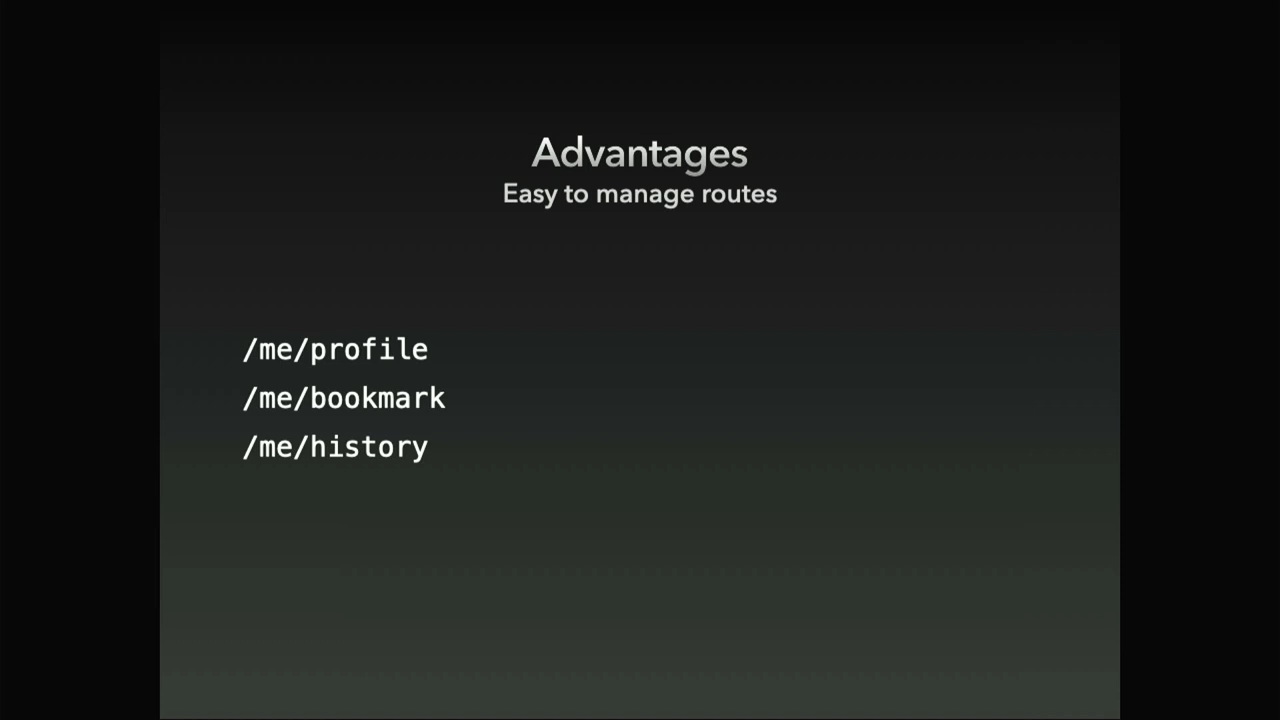 Advantages
Easy to manage routes
/me/profile
/me/bookmark
/me/history